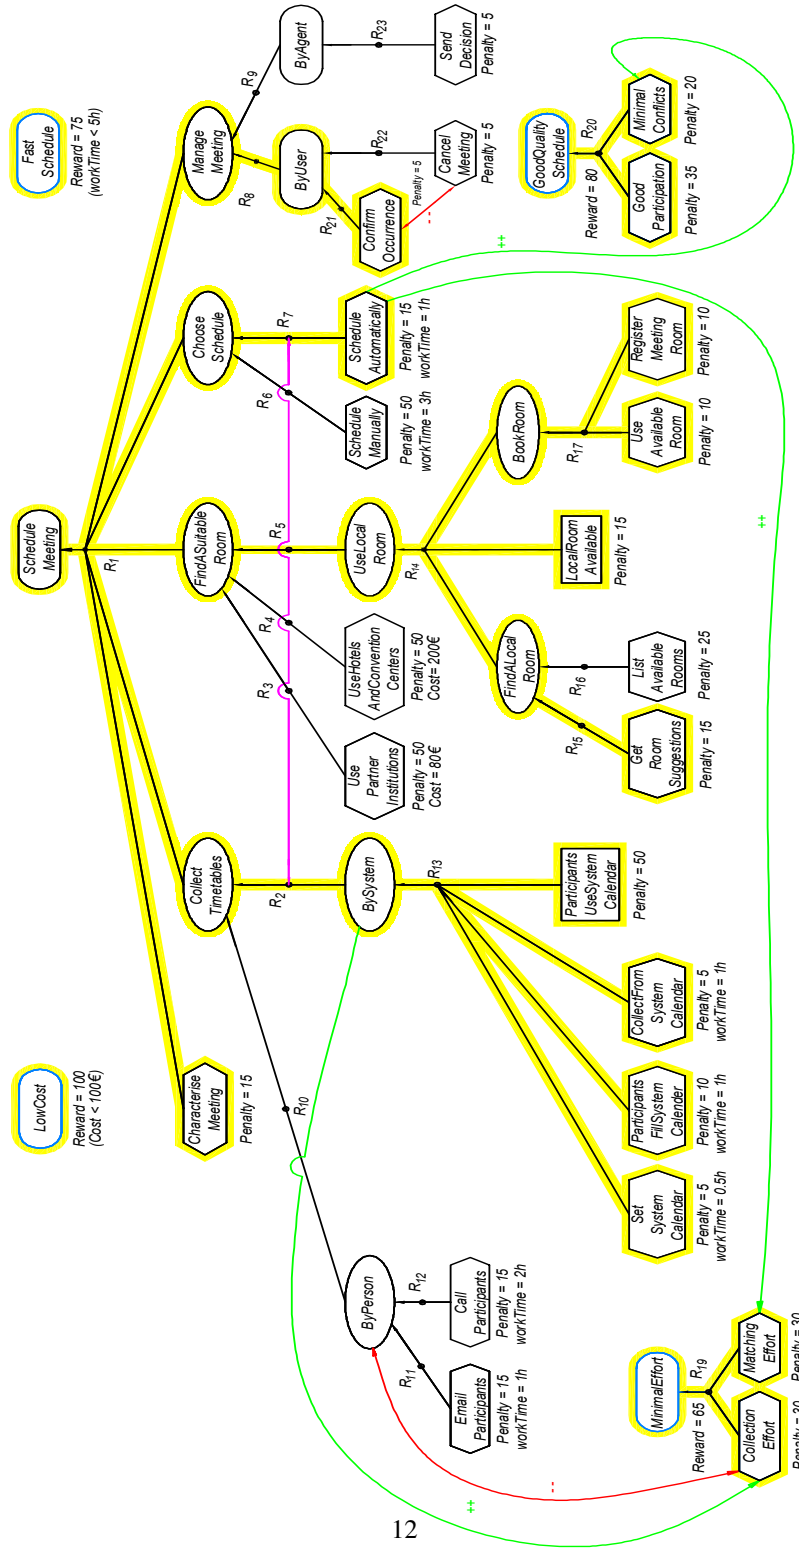 LowCost
Reward = 100
(Cost < 100€)
Schedule
Meeting
R1
Fast
Schedule
Reward = 75
(workTime < 5h)
Characterise
Meeting
Penalty = 15
Collect
Timetables
FindASuitable
Room
Choose
Schedule
Manage
Meeting
R10
R2
R3
R4
R5
R6
R7
R8
R9
ByPerson
BySystem
Use
Partner
Institutions
Penalty = 50
Cost = 80€
UseHotels
AndConvention
Centers
Penalty = 50
Cost= 200€
UseLocal
Room
Schedule
Manually
Penalty = 50
workTime = 3h
Schedule
Automatically
Penalty = 15
workTime = 1h
ByUser
ByAgent
R11
R12
R13
R14
R21
R22
R23
Confirm
Occurrence
Penalty = 5
--
Cancel
Meeting
Penalty = 5
Send
Decision
Penalty = 5
Email
Participants
Penalty = 15
workTime = 1h
Call
Participants
Penalty = 15
workTime = 2h
++
++
--
FindALocal
Room
LocalRoom
Available
Penalty = 15
BookRoom
R15
R16
R17
Participants
UseSystem
Calendar
Penalty = 50
Set
System
Calendar
Penalty = 5
workTime = 0.5h
Participants
FillSystem
Calender
Penalty = 10
workTime = 1h
CollectFrom
System
Calendar
Penalty = 5
workTime = 1h
Get
Room
Suggestions
Penalty = 15
List
Available
Rooms
Penalty = 25
Use
Available
Room
Penalty = 10
Register
Meeting
Room
Penalty = 10
GoodQuality
Schedule
Reward = 80
R20
Good
Participation
Penalty = 35
Minimal
Conflicts
Penalty = 20
MinimalEffort
Reward = 65
R19
Collection
Effort
Penalty = 20
Matching
Effort
Penalty = 30
++
12